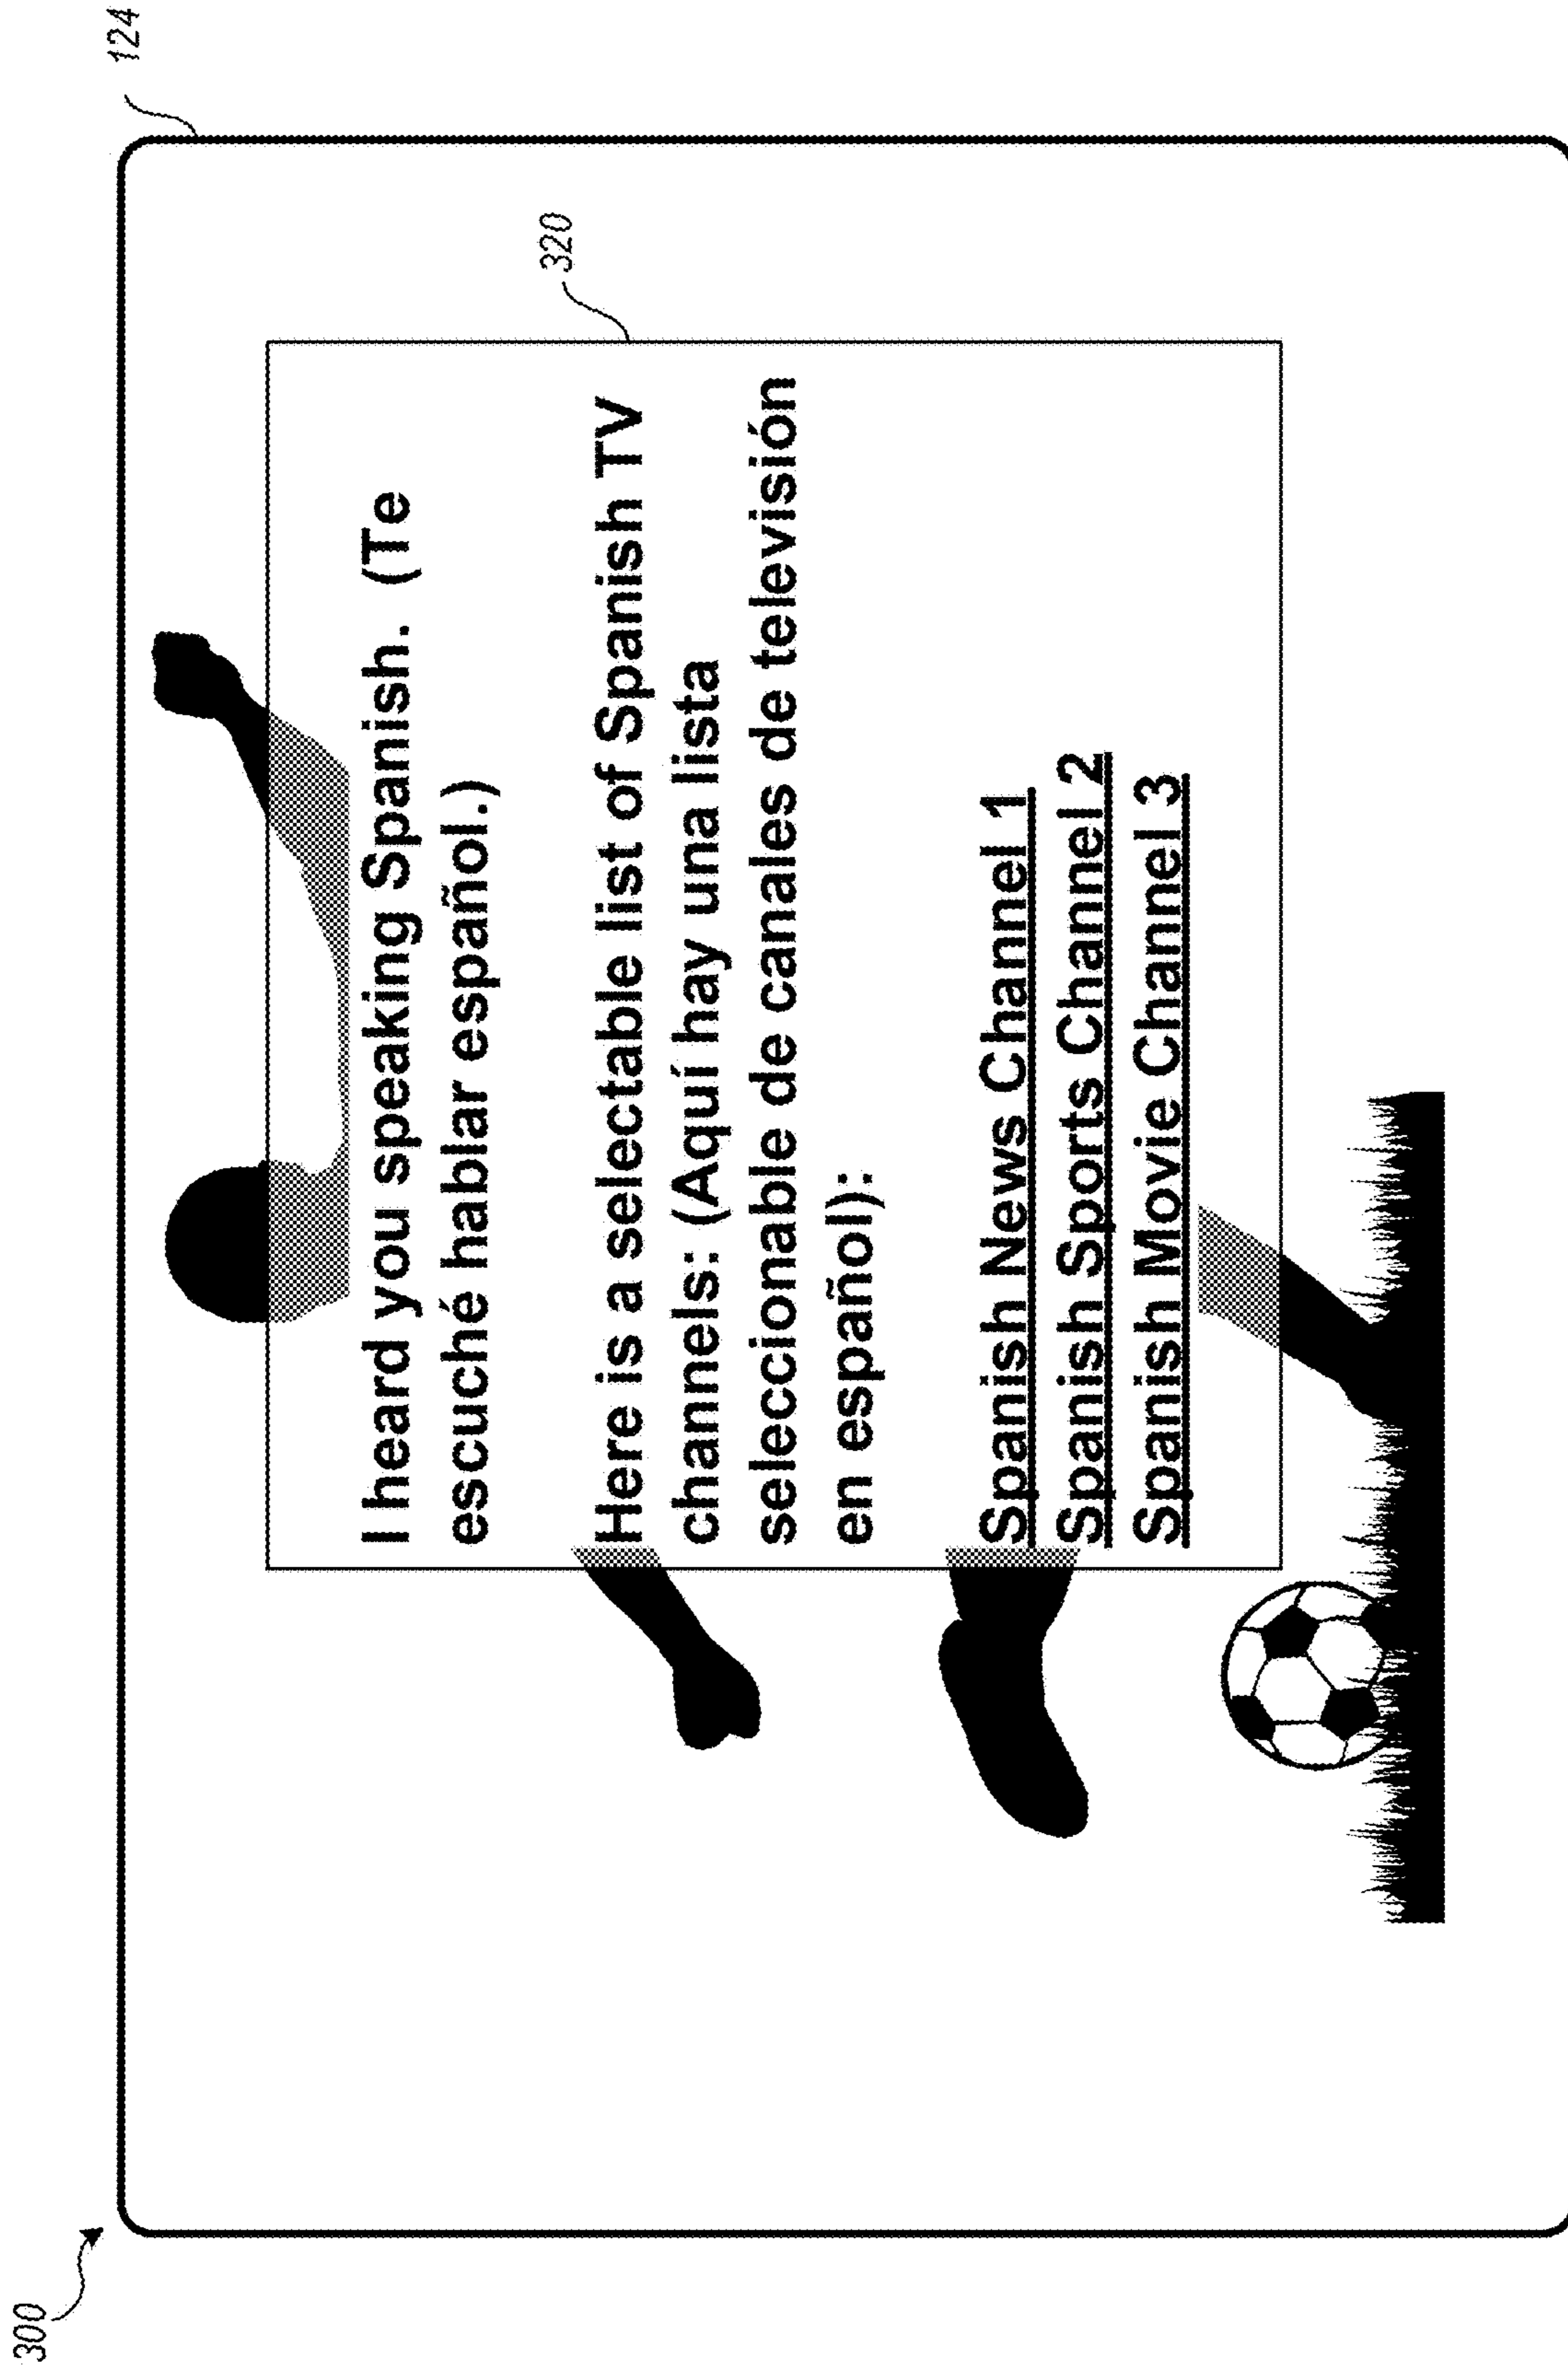 300
124
320
I heard you speaking Spanish. (Te
escuché hablar español.)
Here is a selectable list of Spanish TV
channels: (Aquí hay una lista
seleccionable de canales de televisión
en español):
Spanish News Channel 1
Spanish Sports Channel 2
Spanish Movie Channel 3